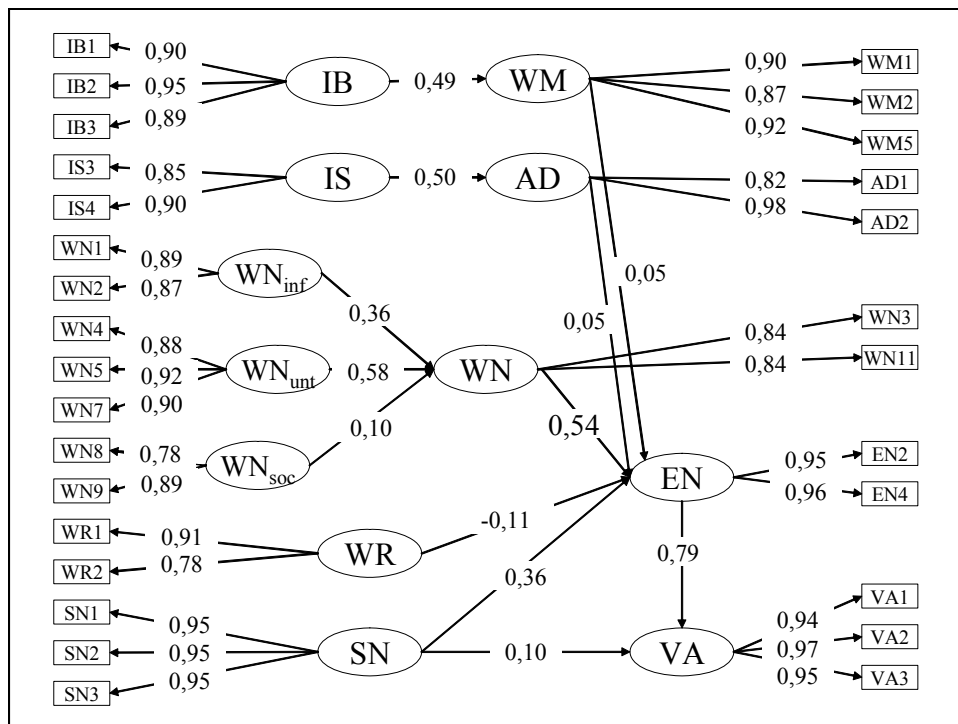 IB1 0,90 IB 0,49 WM 0,90 WM1
IB2 0,95 0,87 WM2
IB3 0,89 0,92 WM5
IS3 0,85 IS 0,50 AD 0,82 AD1
IS4 0,90 0,98 AD2
WN1 0,89 WNinf 0,05
WN2 0,87 0,36 0,05 0,84 WN3
WN4 0,88 WNunt 0,58 WN 0,84 WN11
WN5 0,92
WN7 0,90 0,10 0,54
WN8 0,78 WNsoc EN 0,95 EN2
WN9 0,89 0,96 EN4
WR1 0,91 WR -0,11 0,79
WR2 0,78 0,36
SN1 0,95 SN 0,10 VA 0,94 VA1
SN2 0,95 0,97 VA2
SN3 0,95 0,95 VA3